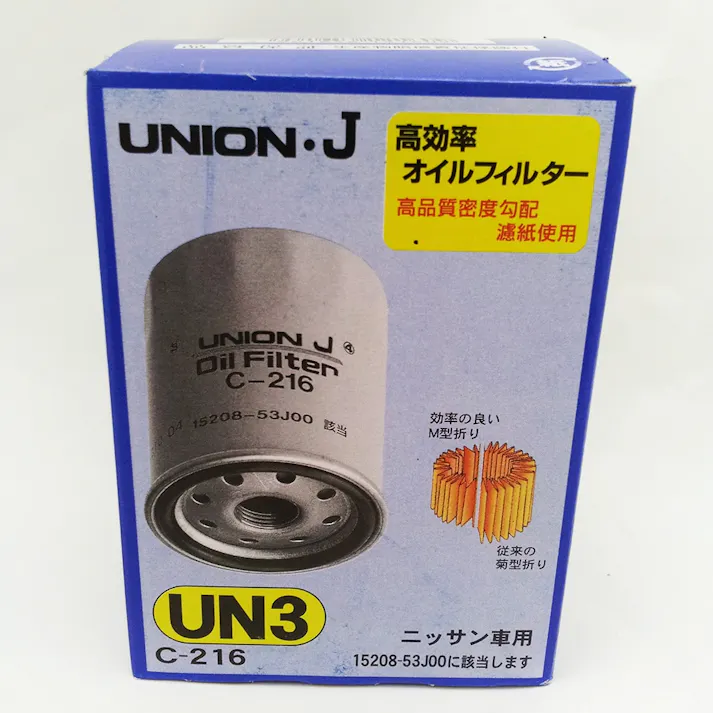 UNION・J
高効率
オイルフィルター
高品質密度勾配
濾紙使用
UNION J ④
Oil Filter
C-216
15208-53J00 該当
効率の良い
M型折り
従来の
菊型折り
UN3
C-216
ニッサン車用
15208-53J00に該当します